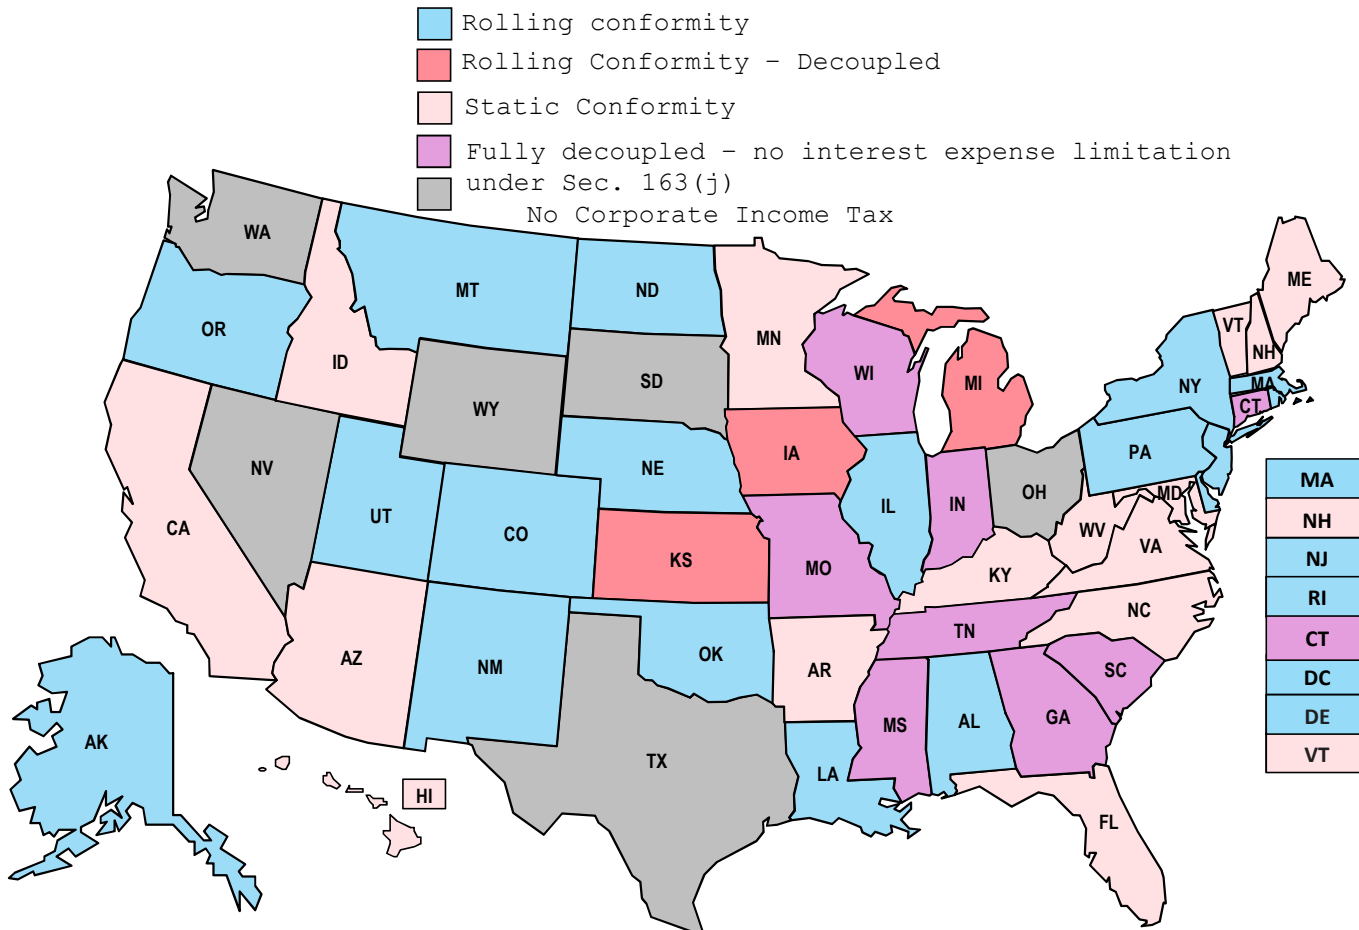 Rolling conformity
Rolling Conformity – Decoupled
Static Conformity
Fully decoupled – no interest expense limitation
under Sec. 163(j)
No Corporate Income Tax
WA
MT
ND
MN
ME
VT
NH
OR
ID
SD
WI
MI
NY
MA
CT
WY
NV
NE
IA
PA
IL
IN
OH
MD
MA
NH
NJ
RI
CT
DC
DE
VT
CA
UT
CO
KS
MO
WV
VA
KY
AZ
NM
OK
AR
TN
NC
SC
MS
AL
GA
AK
TX
LA
HI
FL